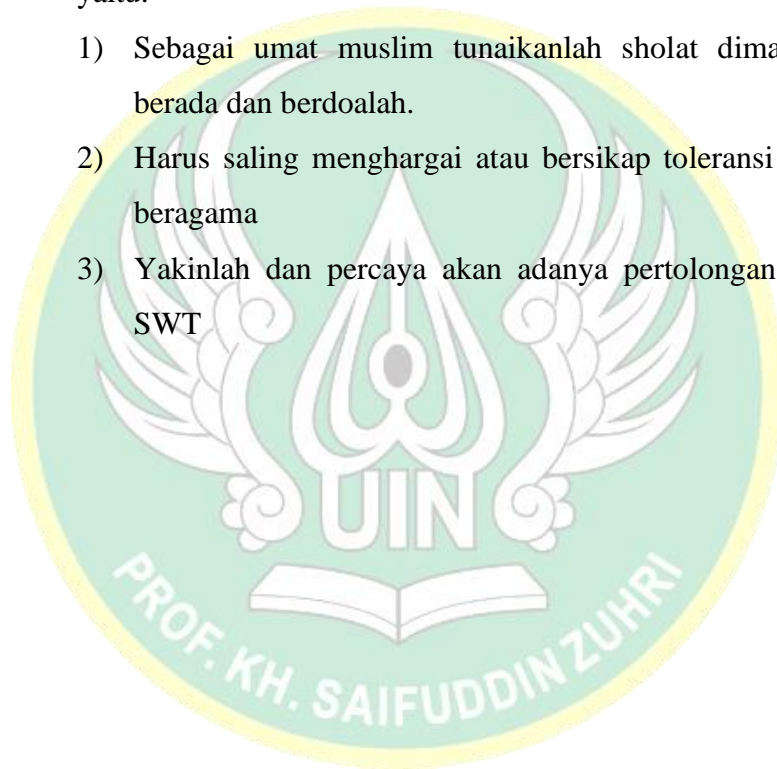 yaitu:
1) Sebagai umat muslim tunaikanlah sholat dima
berada dan berdoalah.
2) Harus saling menghargai atau bersikap toleransi
beragama
3) Yakinlah dan percaya akan adanya pertolongan
SWT
UIN
PROF. KH. SAIFUDDIN ZUHRI